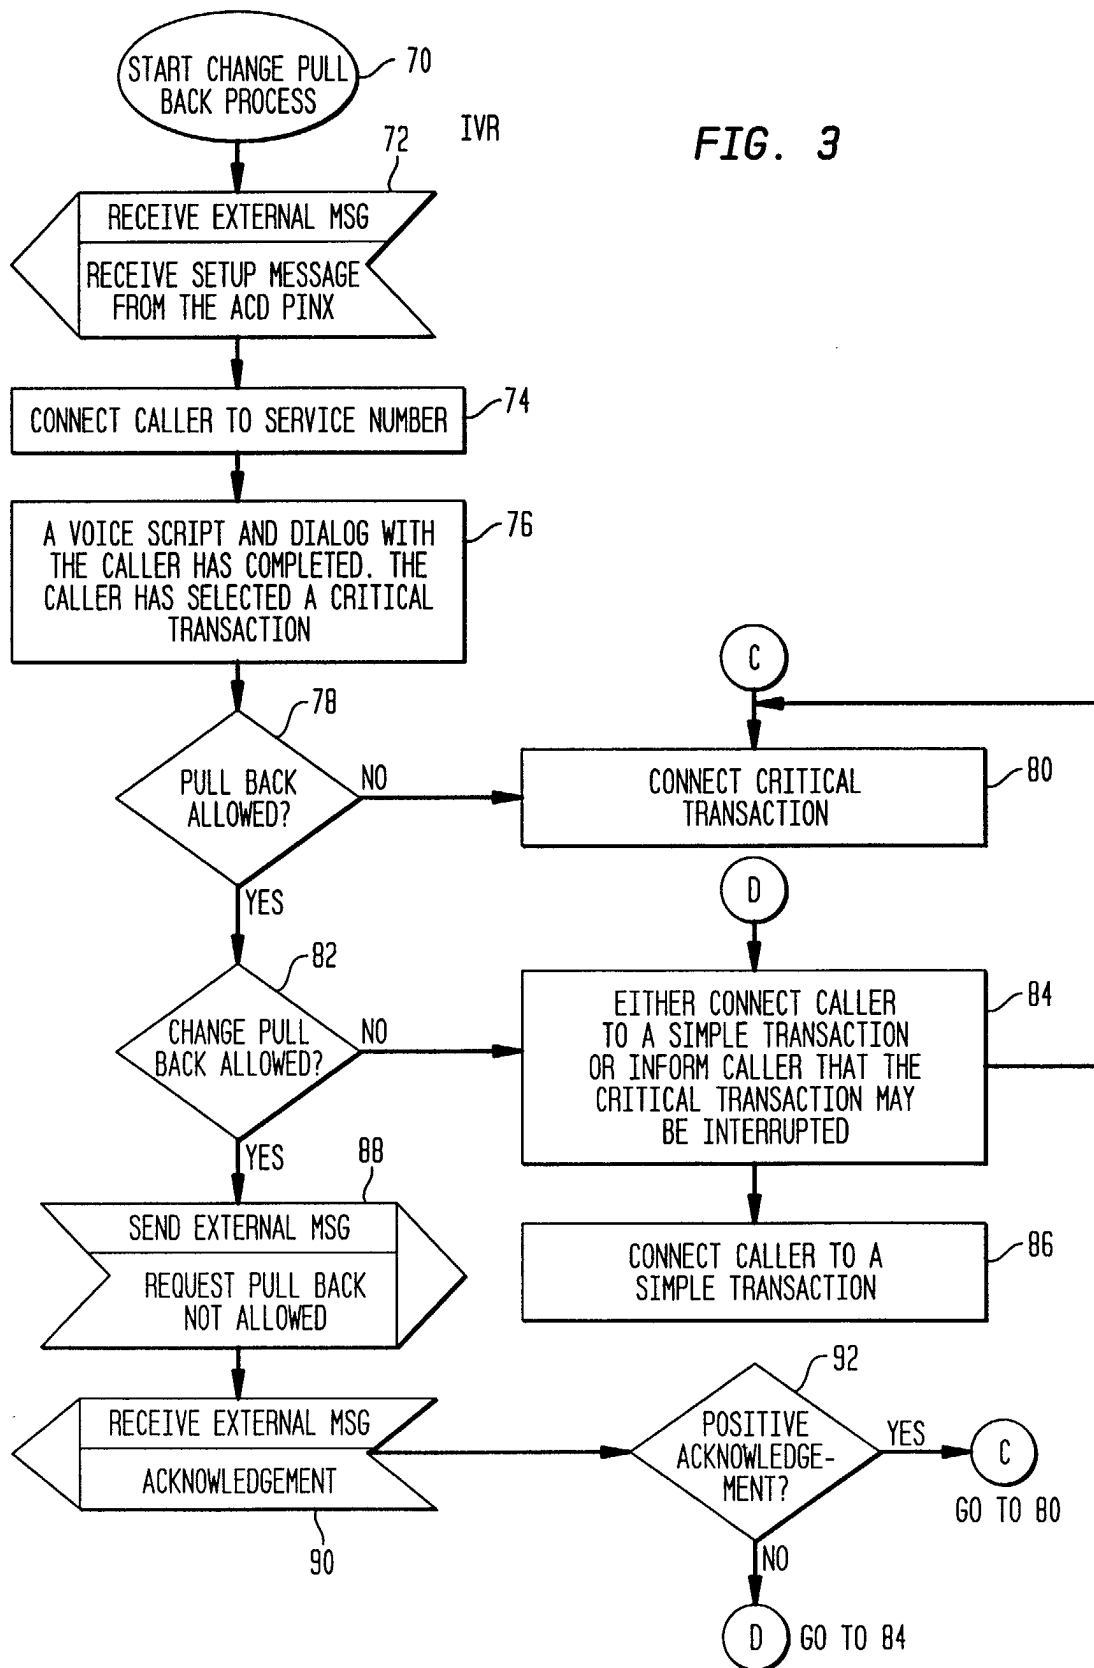 START CHANGE PULL
BACK PROCESS
70
IVR
FIG. 3
72
RECEIVE EXTERNAL MSG
RECEIVE SETUP MESSAGE
FROM THE ACD PINX
CONNECT CALLER TO SERVICE NUMBER
74
A VOICE SCRIPT AND DIALOG WITH
THE CALLER HAS COMPLETED. THE
CALLER HAS SELECTED A CRITICAL
TRANSACTION
76
C
78
PULL BACK
ALLOWED?
NO
YES
CONNECT CRITICAL
TRANSACTION
80
D
82
CHANGE PULL
BACK ALLOWED?
NO
YES
EITHER CONNECT CALLER
TO A SIMPLE TRANSACTION
OR INFORM CALLER THAT THE
CRITICAL TRANSACTION MAY
BE INTERRUPTED
84
88
SEND EXTERNAL MSG
REQUEST PULL BACK
NOT ALLOWED
CONNECT CALLER TO A
SIMPLE TRANSACTION
86
RECEIVE EXTERNAL MSG
ACKNOWLEDGEMENT
90
92
POSITIVE
ACKNOWLEDGE-
MENT?
YES
C
GO TO 80
NO
D
GO TO 84